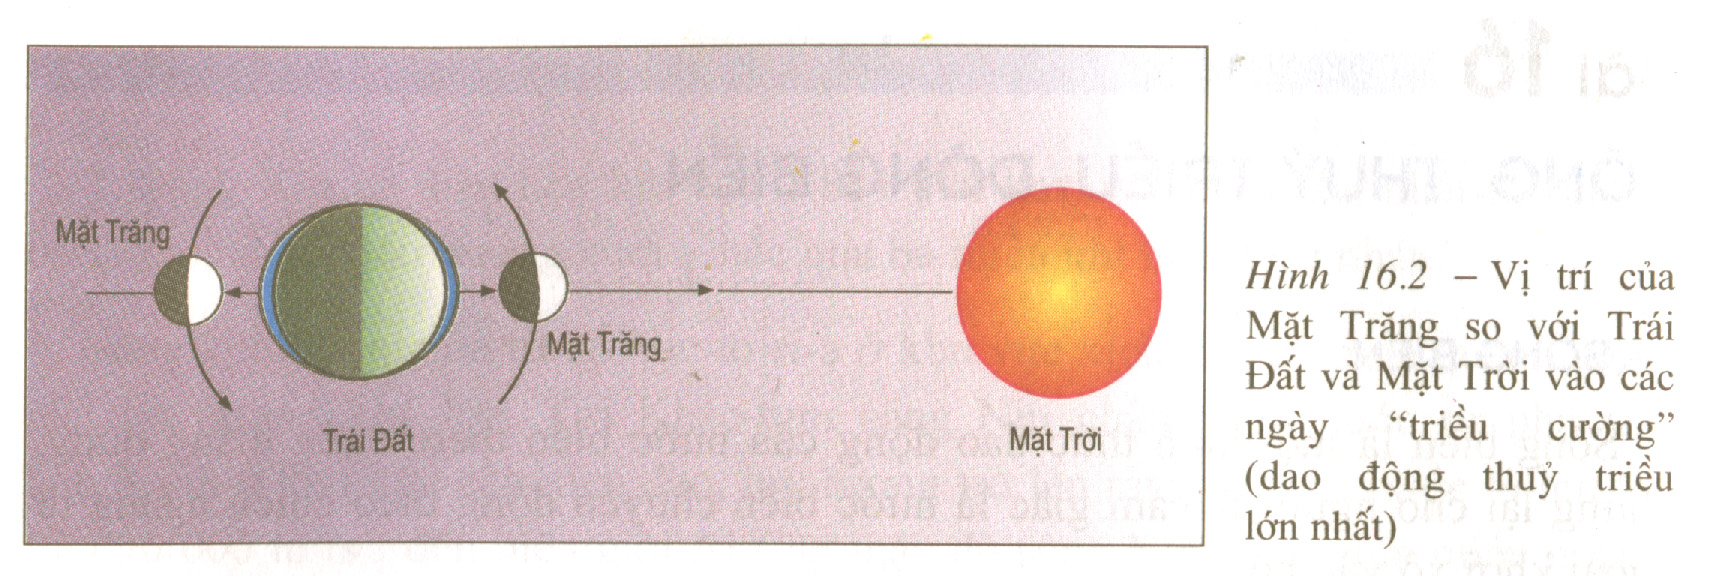 Mặt Trăng
Mặt Trăng
Trái Đất
Mặt Trời
Hình 16.2 – Vị trí của
Mặt Trăng so với Trái
Đất và Mặt Trời vào các
ngày “triều cường”
(dao động thuỷ triều
lớn nhất)